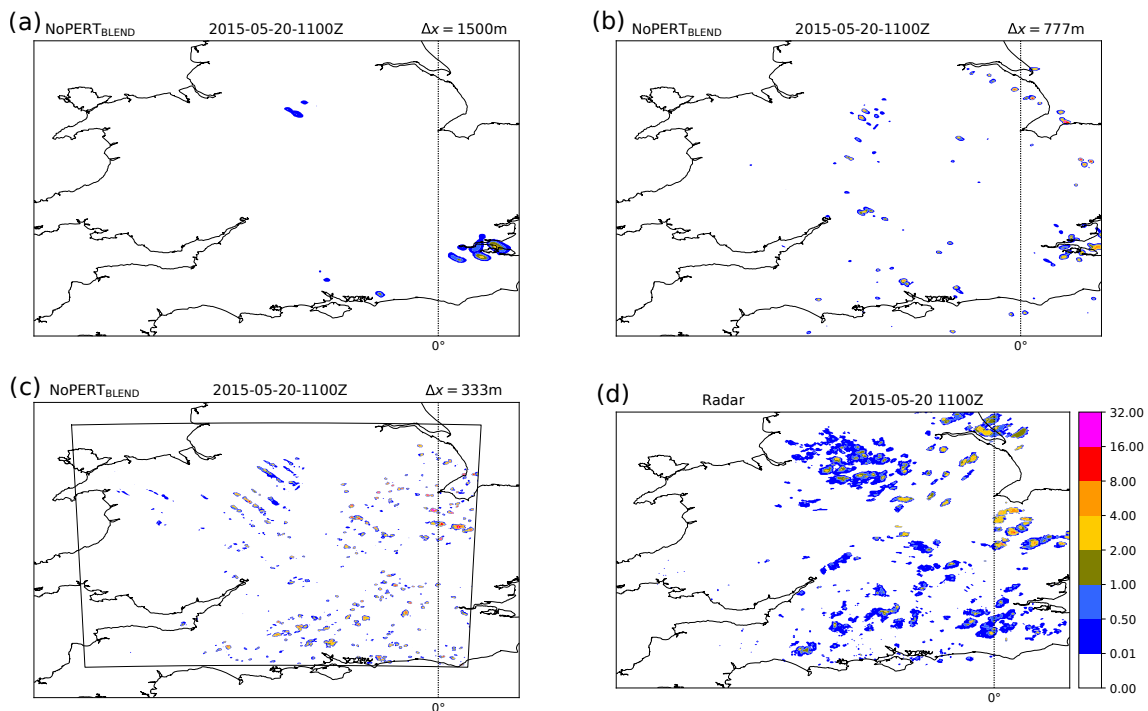 (a)
NoPERT_BLEND 2015-05-20-1100Z Δx = 1500m
0°
(b)
NoPERT_BLEND 2015-05-20-1100Z Δx = 777m
0°
(c)
NoPERT_BLEND 2015-05-20-1100Z Δx = 333m
0°
(d)
Radar 2015-05-20 1100Z
0°
32.00
16.00
8.00
4.00
2.00
1.00
0.50
0.01
0.00